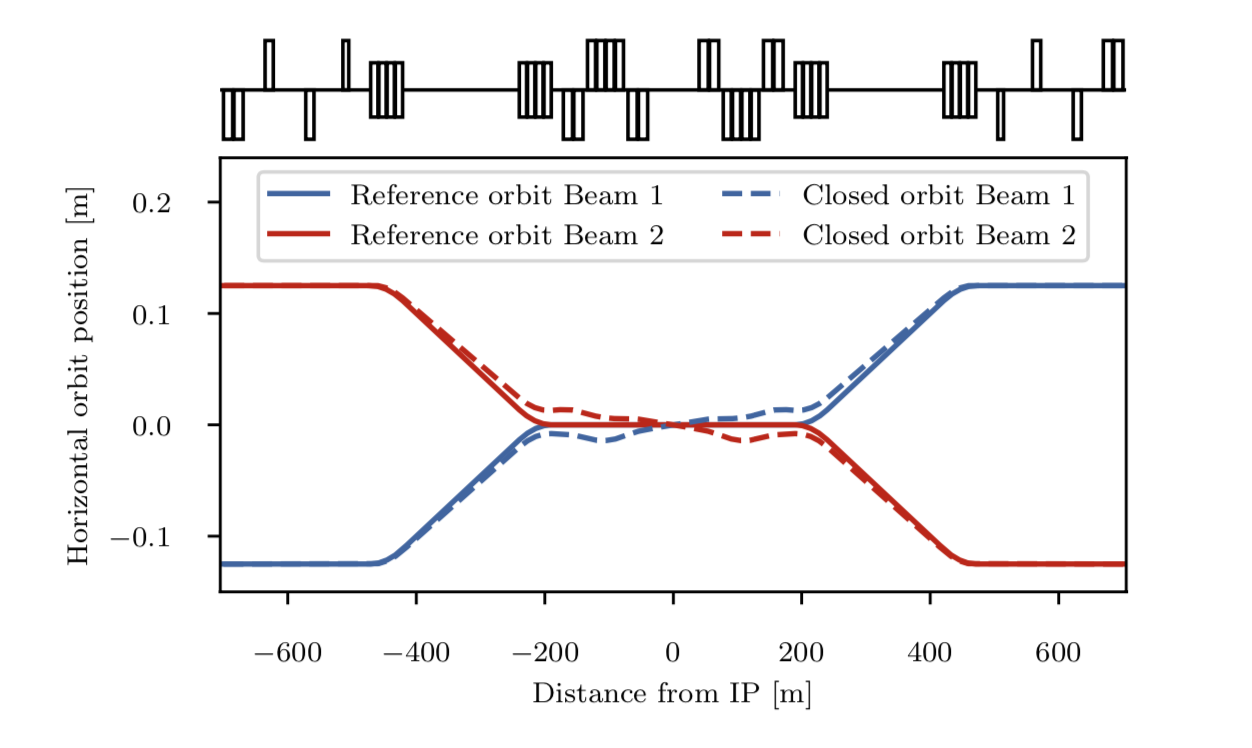 Reference orbit Beam 1
Closed orbit Beam 1
Reference orbit Beam 2
Closed orbit Beam 2
Horizontal orbit position [m]
0.2
0.1
0.0
−0.1
−600 −400 −200 0 200 400 600
Distance from IP [m]